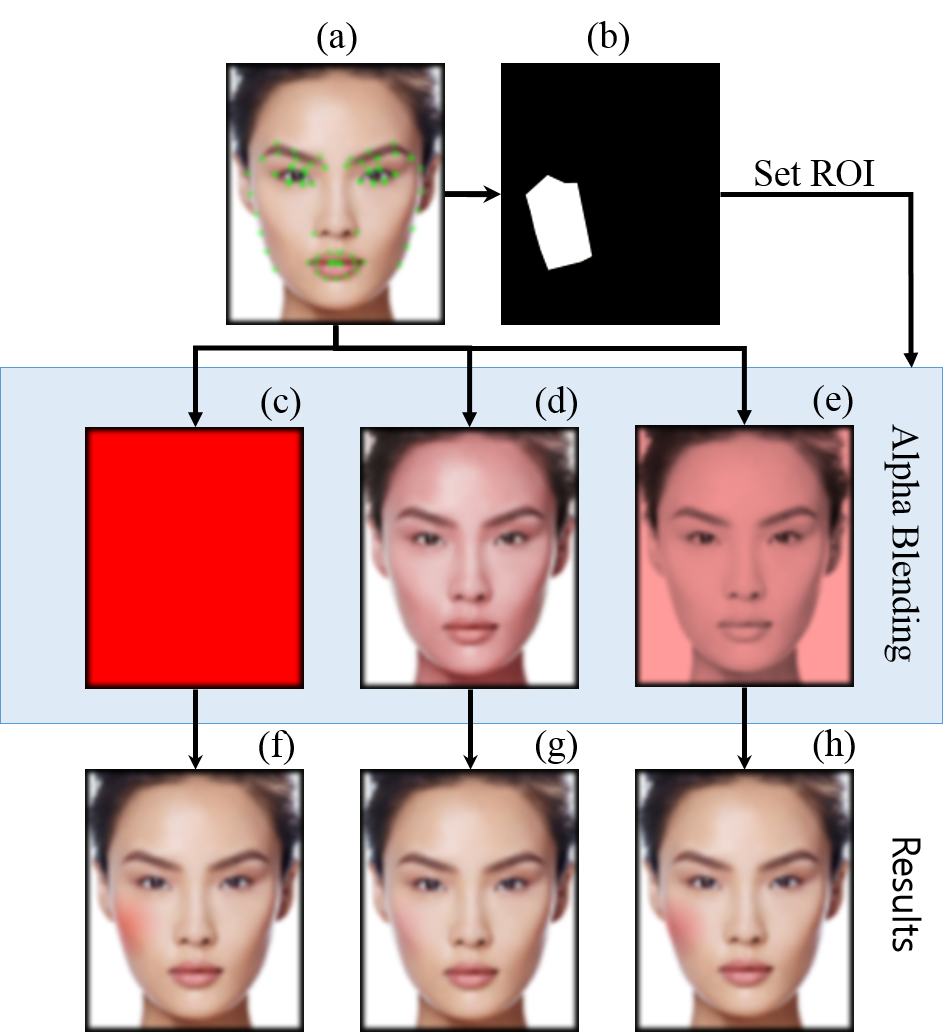 (a)
(b)
Set ROI
(c)
(d)
(e)
Alpha Blending
(f)
(g)
(h)
Results